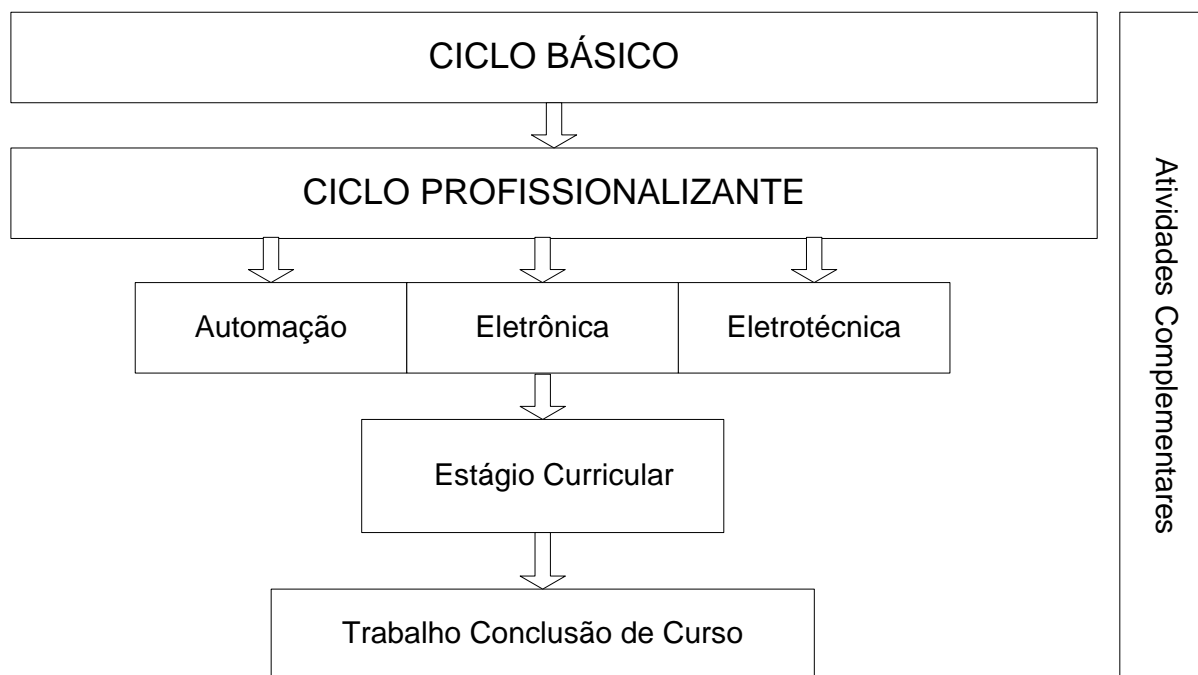 CICLO BÁSICO
CICLO PROFISSIONALIZANTE
Automação
Eletrônica
Eletrotécnica
Estágio Curricular
Trabalho Conclusão de Curso
Atividades Complementares